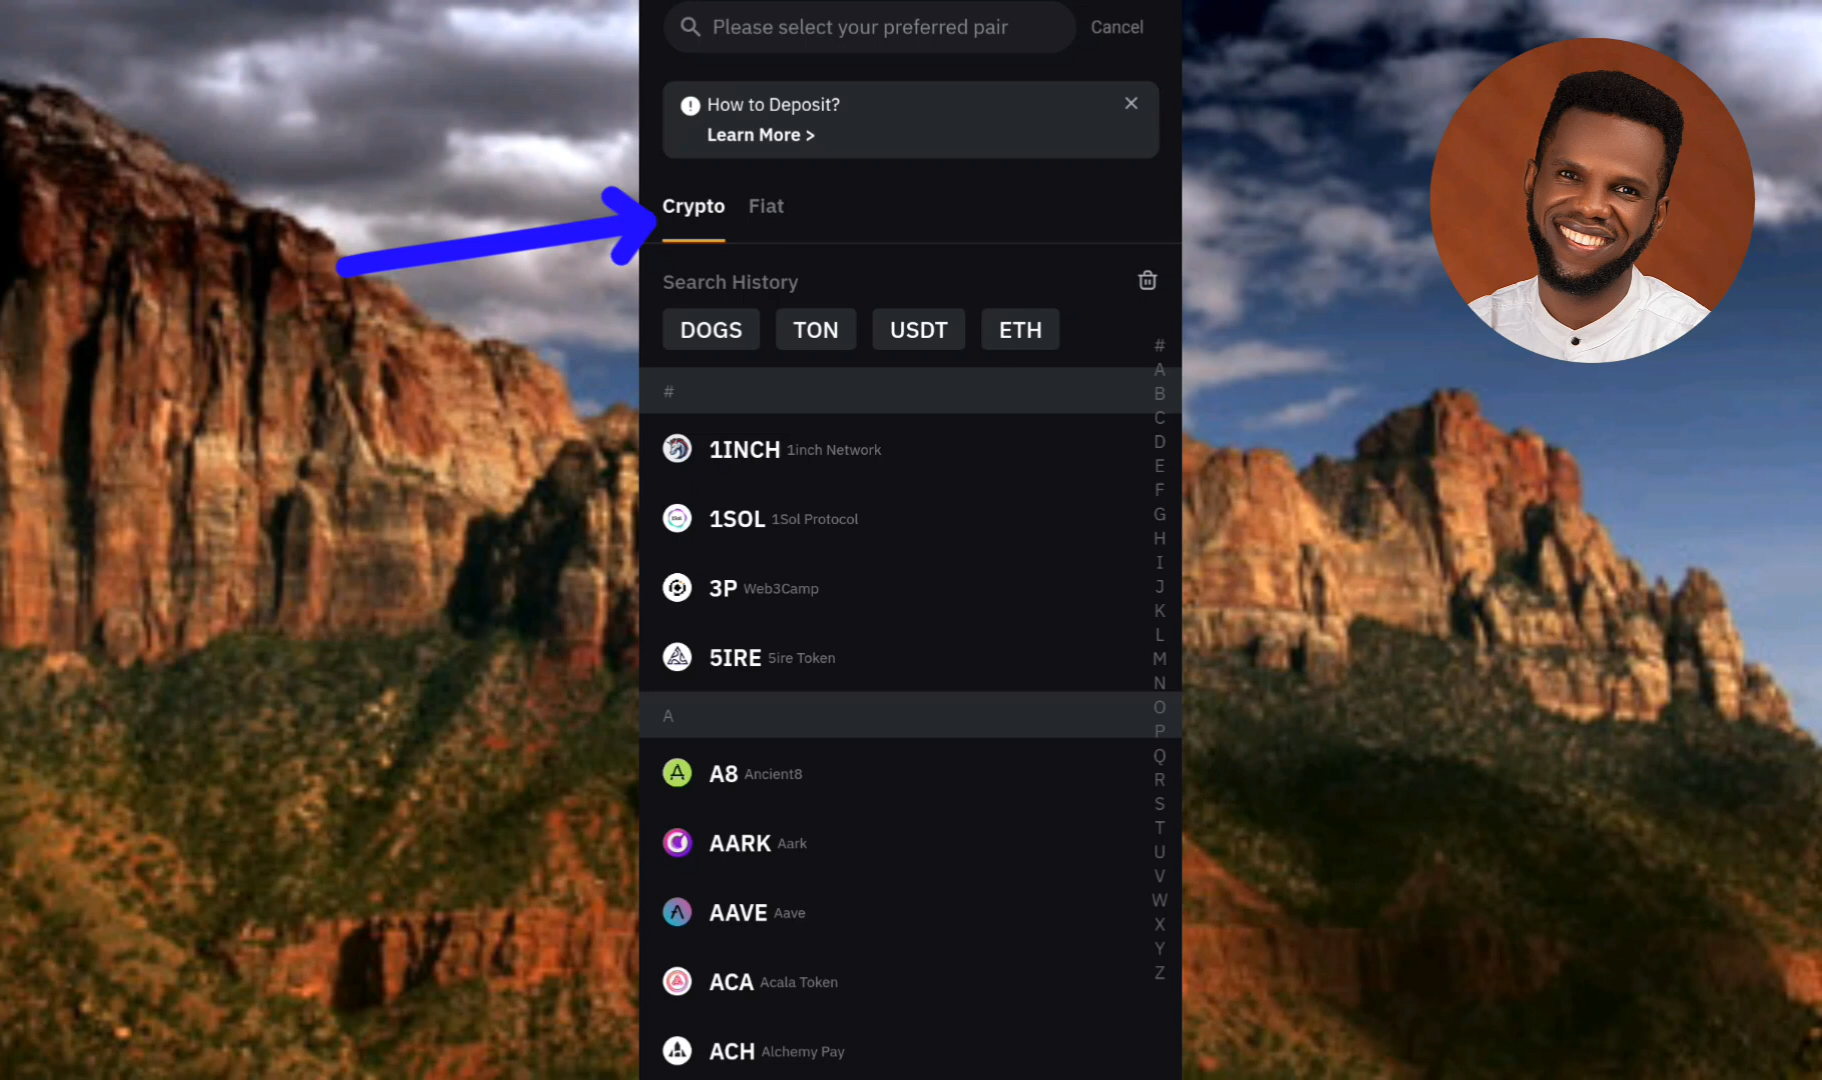 Please select your preferred pair
Cancel
How to Deposit?
Learn More >
Crypto
Fiat
Search History
DOGS
TON
USDT
ETH
#
1INCH 1inch Network
1SOL 1Sol Protocol
3P Web3Camp
5IRE 5ire Token
A
A8 Ancient8
AARK Aark
AAVE Aave
ACA Acala Token
ACH Alchemy Pay
#
A
B
C
D
E
F
G
H
I
J
K
L
M
N
O
P
Q
R
S
T
U
V
W
X
Y
Z